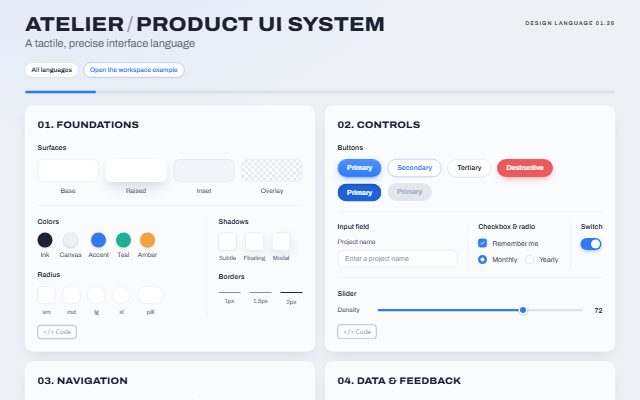 ATELIER/PRODUCT UI SYSTEM
DESIGN LANGUAGE 01.26
A tactile, precise interface language
All languages
Open the workspace example
01. FOUNDATIONS
Surfaces
Base
Raised
Inset
Overlay
Colors
Ink
Canvas
Accent
Teal
Amber
Shadows
Subtle
Floating
Modal
Radius
sm
md
lg
xl
pill
Borders
1px
1.5px
2px
</> Code
02. CONTROLS
Buttons
Primary
Secondary
Tertiary
Destructive
Primary
Primary
Input field
Project name
Enter a project name
Checkbox & radio
Remember me
Monthly
Yearly
Switch
Slider
Density
72
</> Code
03. NAVIGATION
04. DATA & FEEDBACK